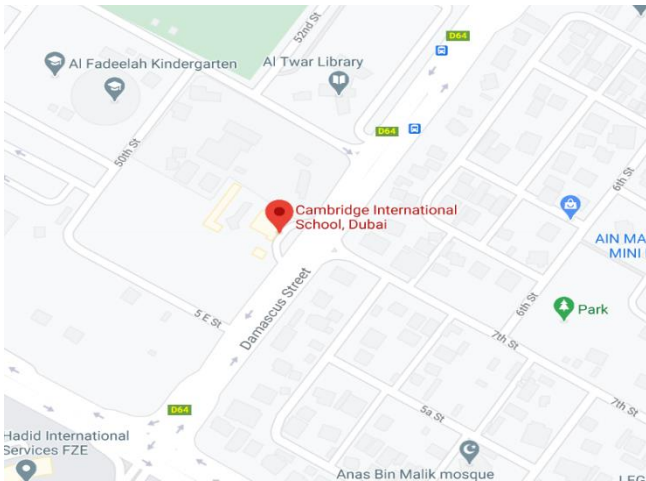 52nd St
D64
Al Fadeelah Kindergarten
Al Twar Library
D64
50th St
6th St
Cambridge International
School, Dubai
AIN MA
MINI
6th St
Park
Damascus Street
5 E St
7th St
D64
5a St
7th St
Hadid International
Services FZE
Anas Bin Malik mosque